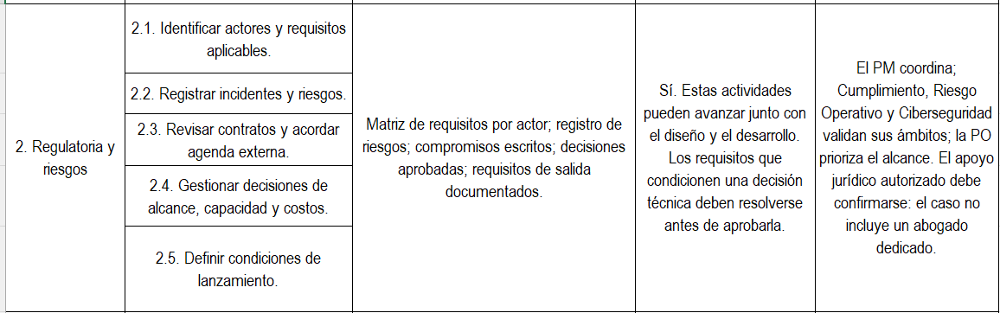 2. Regulatoria y
riesgos
2.1. Identificar actores y requisitos
aplicables.
2.2. Registrar incidentes y riesgos.
2.3. Revisar contratos y acordar
agenda externa.
2.4. Gestionar decisiones de
alcance, capacidad y costos.
2.5. Definir condiciones de
lanzamiento.
Matriz de requisitos por actor; registro de
riesgos; compromisos escritos; decisiones
aprobadas; requisitos de salida
documentados.
Sí. Estas actividades
pueden avanzar junto con
el diseño y el desarrollo.
Los requisitos que
condicionen una decisión
técnica deben resolverse
antes de aprobarla.
El PM coordina;
Cumplimiento, Riesgo
Operativo y Ciberseguridad
validan sus ámbitos; la PO
prioriza el alcance. El apoyo
jurídico autorizado debe
confirmarse: el caso no
incluye un abogado
dedicado.